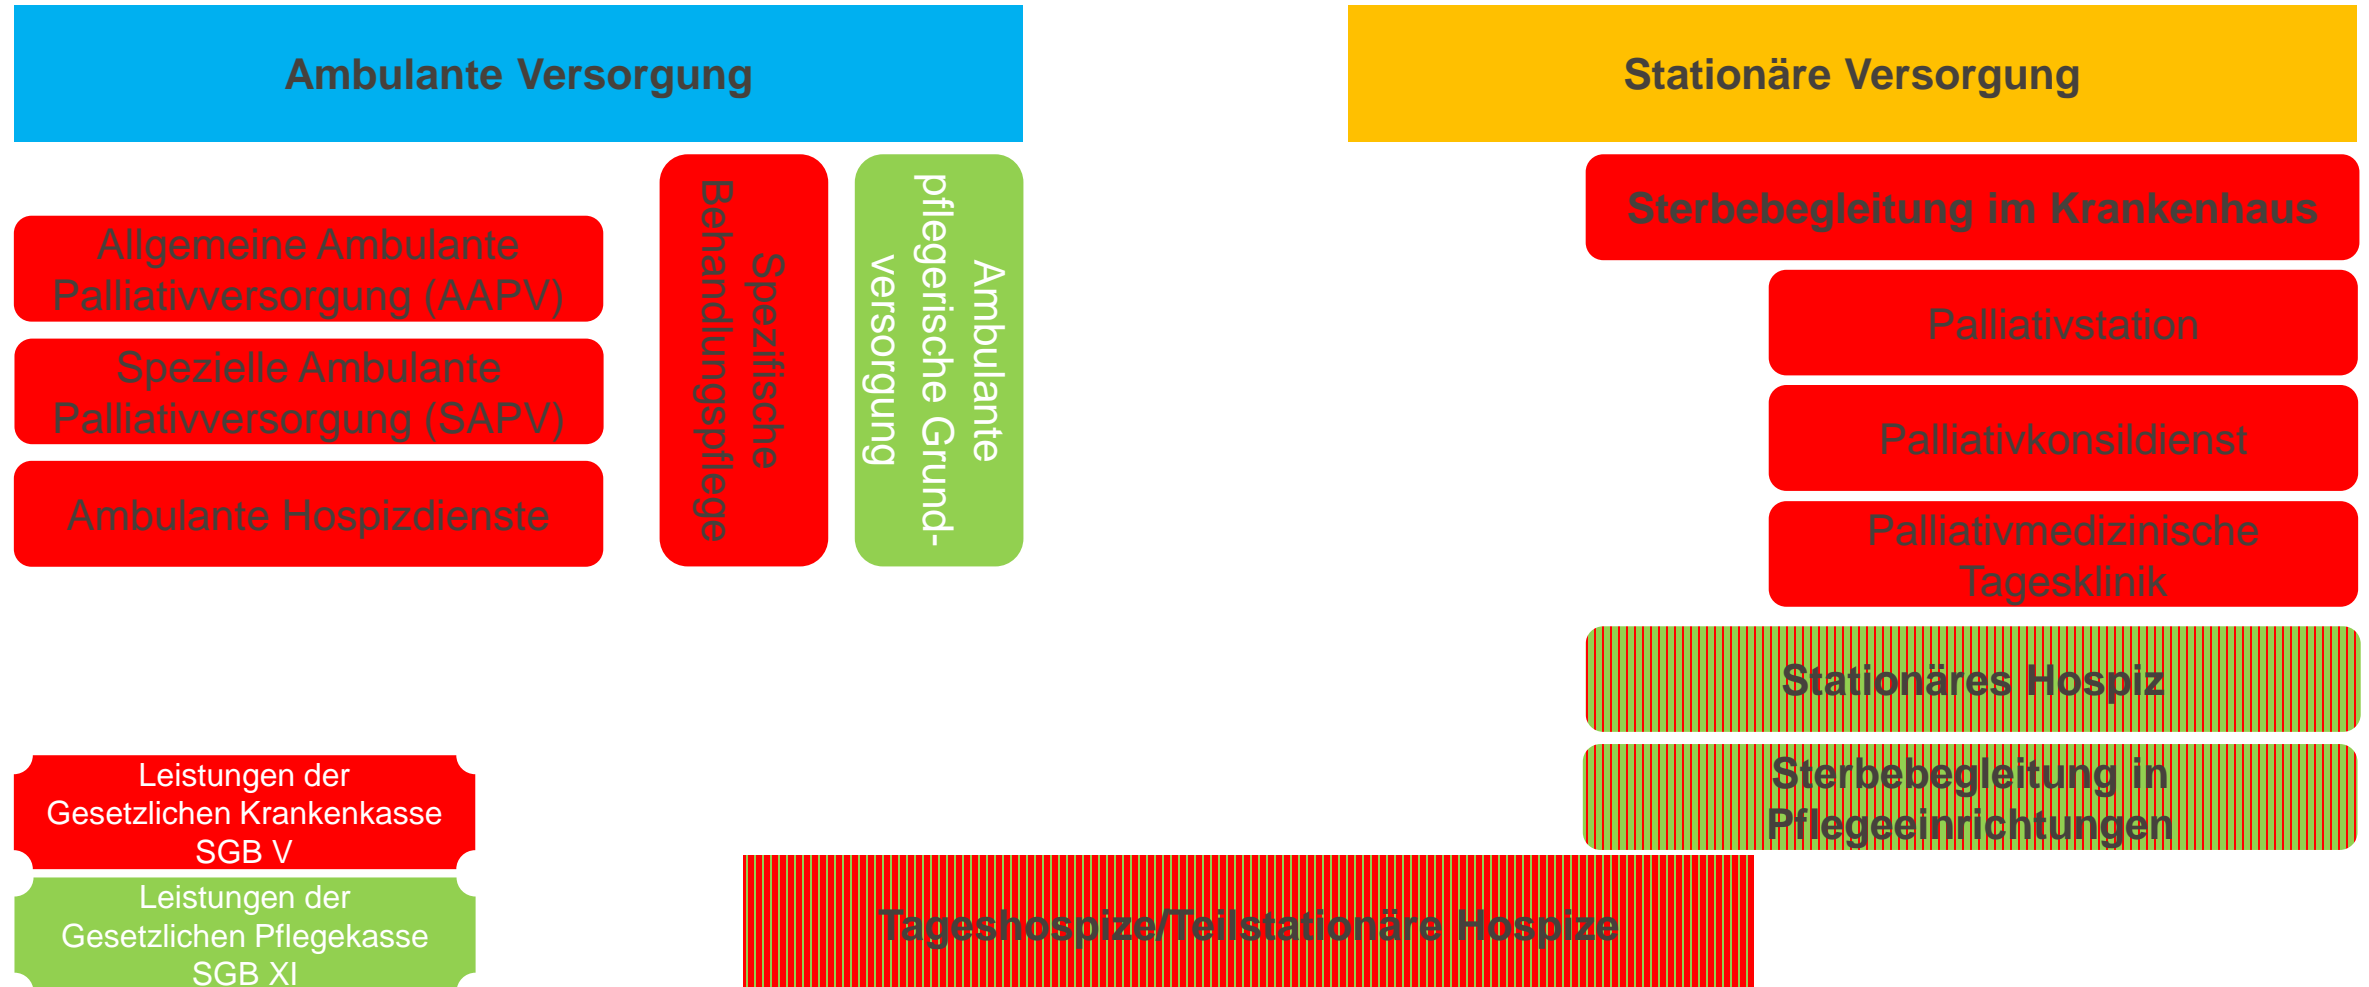 Ambulante Versorgung
Stationäre Versorgung
Allgemeine Ambulante
Palliativversorgung (AAPV)
Spezielle Ambulante
Palliativversorgung (SAPV)
Ambulante Hospizdienste
Spezifische
Behandlungspflege
Ambulante
pflegerische Grund-
versorgung
Sterbebegleitung im Krankenhaus
Palliativstation
Palliativkonsildienst
Palliativmedizinische
Tagesklinik
Stationäres Hospiz
Sterbebegleitung in
Pflegeeinrichtungen
Leistungen der
Gesetzlichen Krankenkasse
SGB V
Leistungen der
Gesetzlichen Pflegekasse
SGB XI
Tageshospize/Teilstationäre Hospize